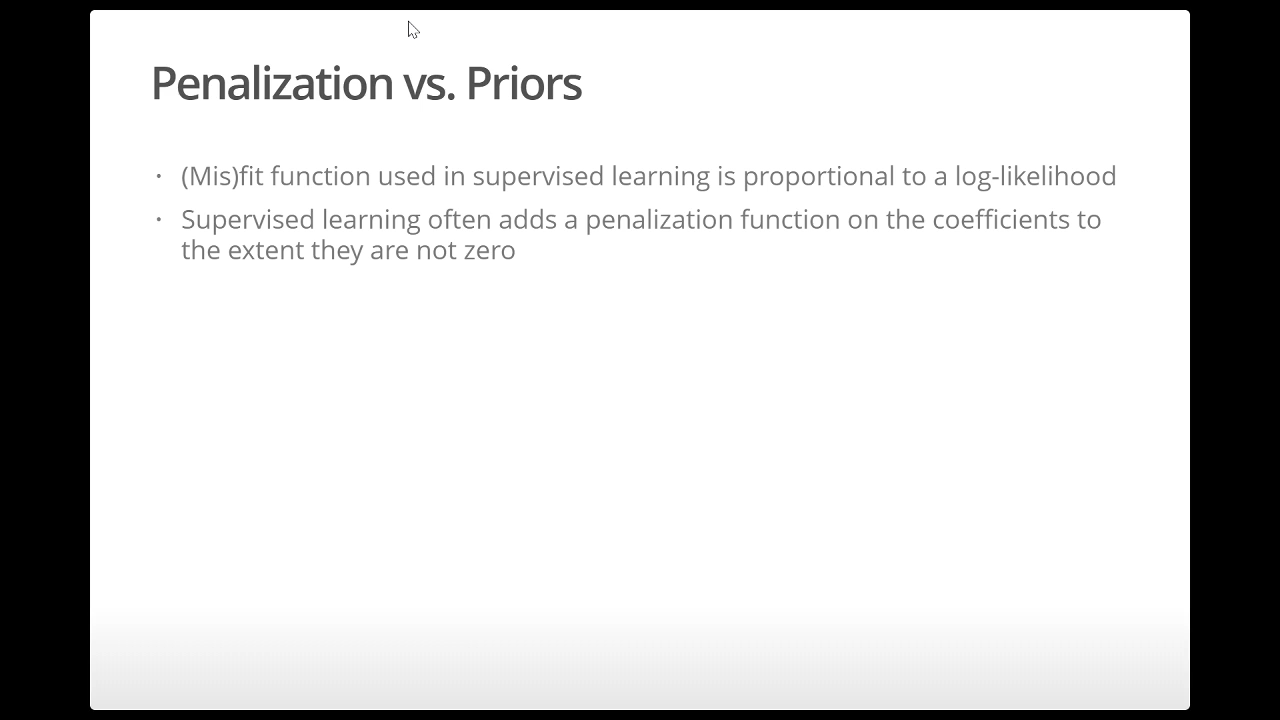 Penalization vs. Priors
• (Mis)fit function used in supervised learning is proportional to a log-likelihood
• Supervised learning often adds a penalization function on the coefficients to
the extent they are not zero